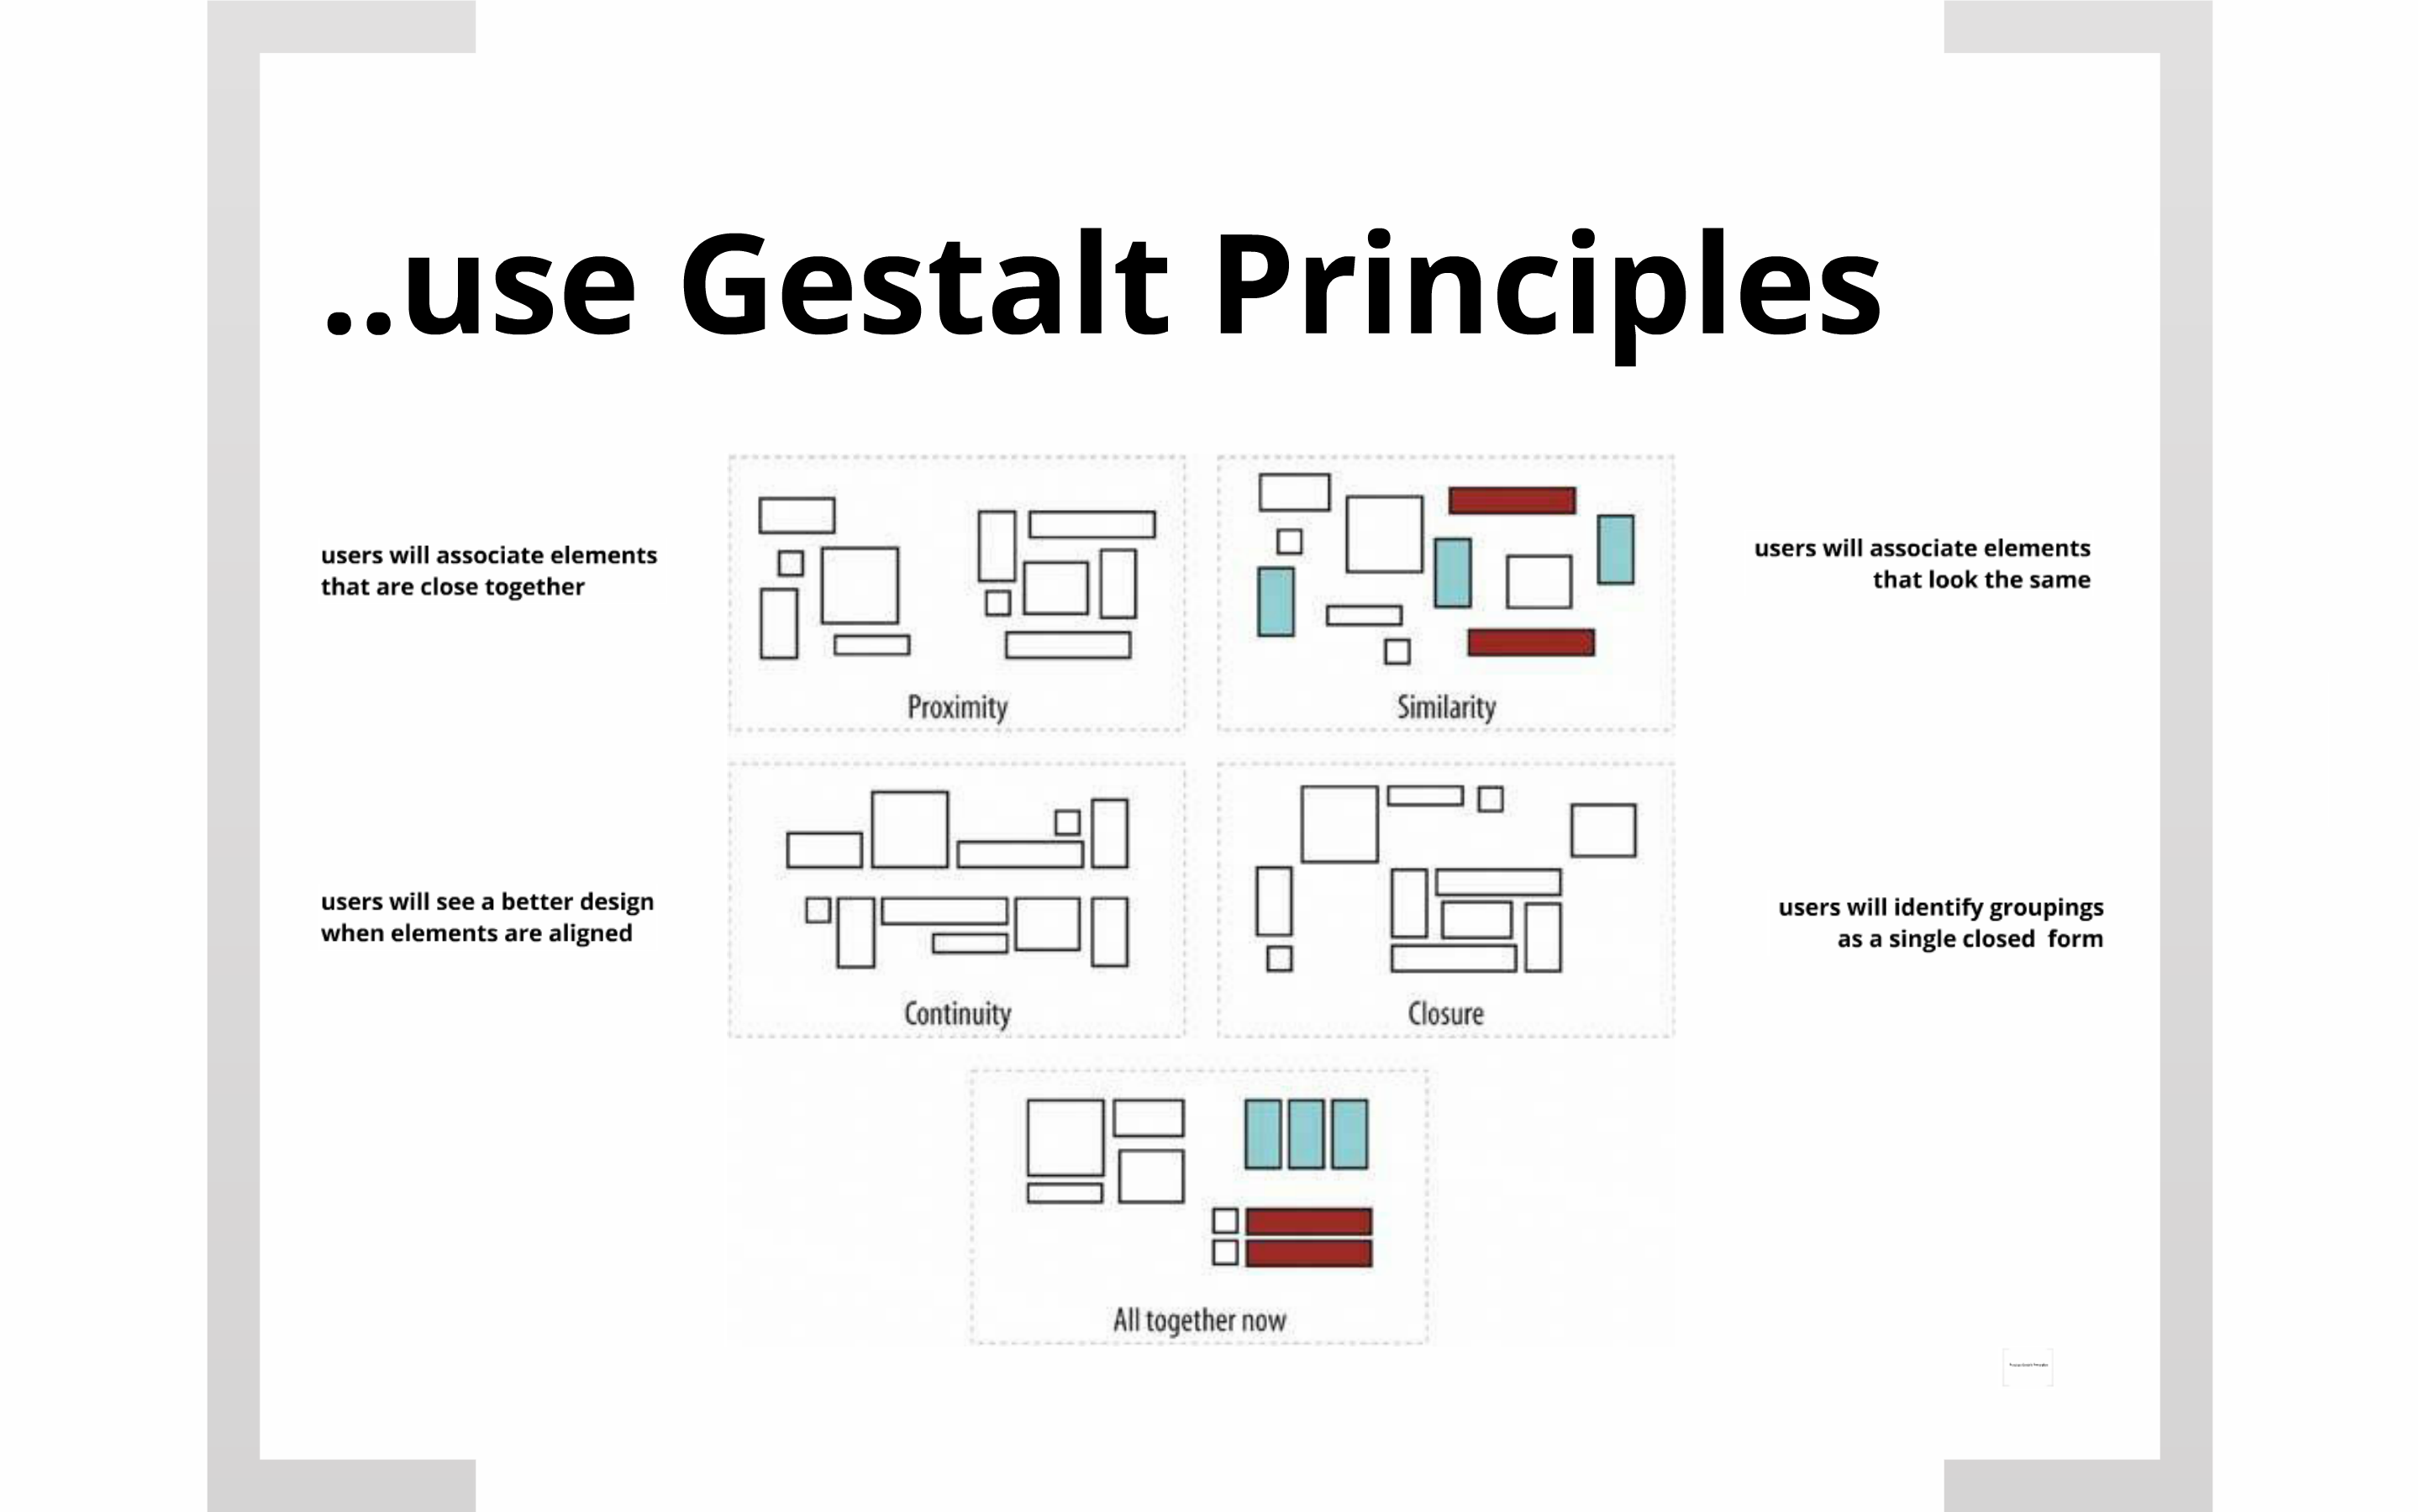 ..use Gestalt Principles
users will associate elements
that are close together
Proximity
Similarity
users will associate elements
that look the same
users will see a better design
when elements are aligned
Continuity
Closure
users will identify groupings
as a single closed  form
All together now